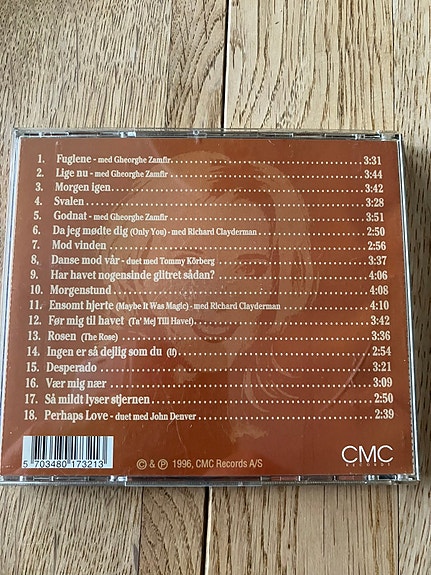 1. Fuglene - med Gheorghe Zamfir. 3:31
2. Lige nu - med Gheorghe Zamfir 3:44
3. Morgen igen 3:42
4. Svalen 3:28
5. Godnat - med Gheorghe Zamfir 3:51
6. Da jeg mødte dig (Only You) - med Richard Clayderman 2:50
7. Mod vinden 2:56
8. Danse mod vår - duet med Tommy Körberg 3:37
9. Har havet nogensinde glitret sådan? 4:06
10. Morgenstund 4:08
11. Ensomt hjerte (Maybe It Was Magic) - med Richard Clayderman 4:10
12. Før mig til havet (Ta' Mej Till Havet) 3:42
13. Rosen (The Rose) 3:36
14. Ingen er så dejlig som du (If) 2:54
15. Desperado 3:21
16. Vær mig nær 3:09
17. Så mildt lyser stjernen 2:50
18. Perhaps Love - duet med John Denver 2:39
5 703480 173213
© & ℗ 1996, CMC Records A/S
CMC
RECORDS